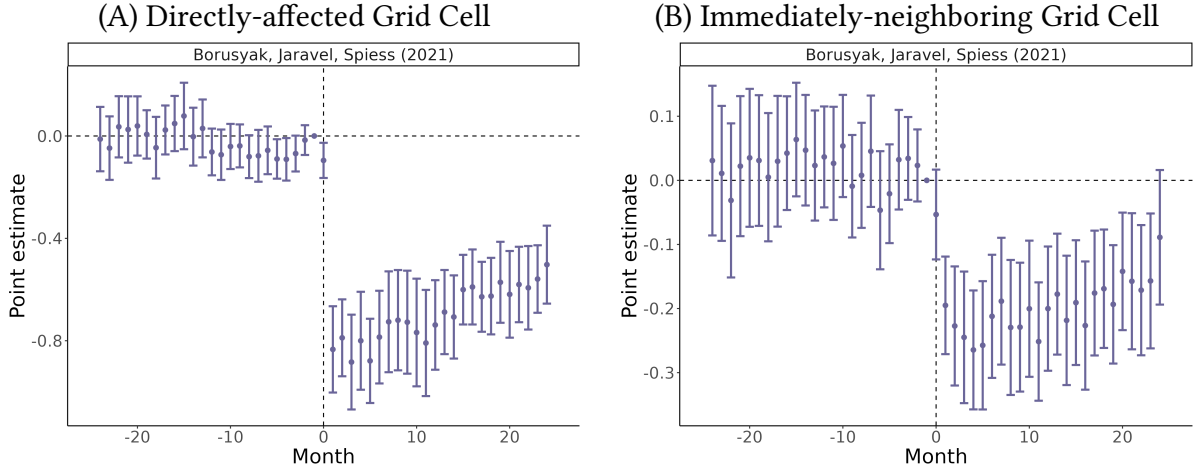 (A) Directly-affected Grid Cell
Borusyak, Jaravel, Spiess (2021)
Point estimate
0.0
-0.4
-0.8
-20 -10 0 10 20
Month
(B) Immediately-neighboring Grid Cell
Borusyak, Jaravel, Spiess (2021)
Point estimate
0.1
0.0
-0.1
-0.2
-0.3
-20 -10 0 10 20
Month